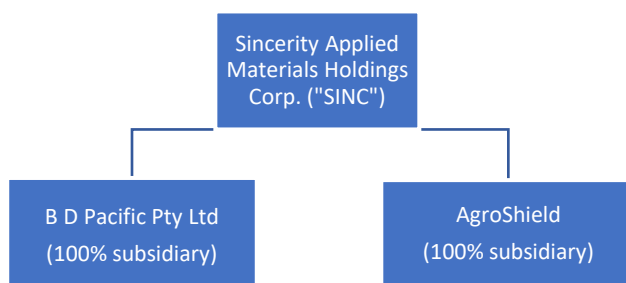 Sincerity Applied
Materials Holdings
Corp. ("SINC")
B D Pacific Pty Ltd
(100% subsidiary)
AgroShield
(100% subsidiary)